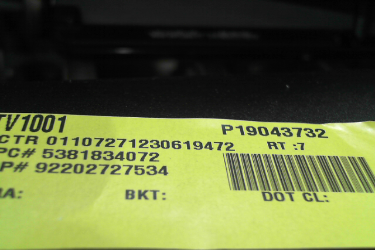 TV1001 P19043732
CTR 01107271230619472 RT :7
PC# 5381834072
P# 92202727534
A: BKT: DOT CL: